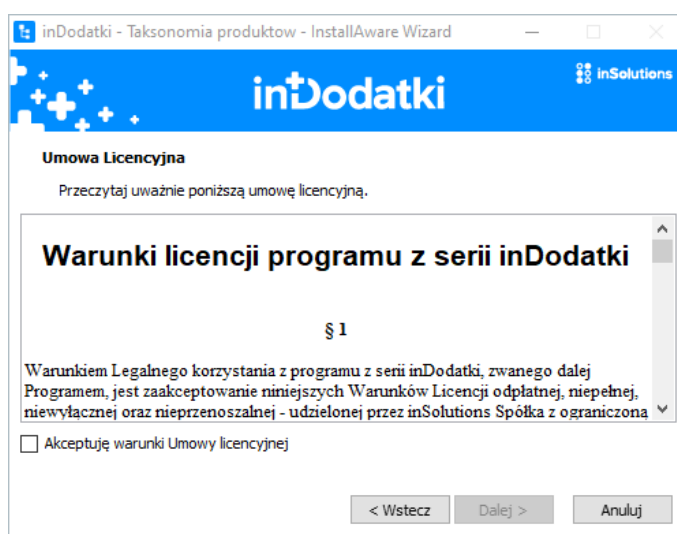 inDodatki - Taksonomia produktow - InstallAware Wizard
inDodatki
inSolutions
Umowa Licencyjna
Przeczytaj uważnie poniższą umowę licencyjną.
Warunki licencji programu z serii inDodatki
§ 1
Warunkiem Legalnego korzystania z programu z serii inDodatki, zwanego dalej
Programem, jest zaakceptowanie niniejszych Warunków Licencji odpłatnej, niepełnej,
niewyłącznej oraz nieprzenoszalnej - udzielonej przez inSolutions Spółka z ograniczoną
Akceptuję warunki Umowy licencyjnej
< Wstecz
Dalej >
Anuluj